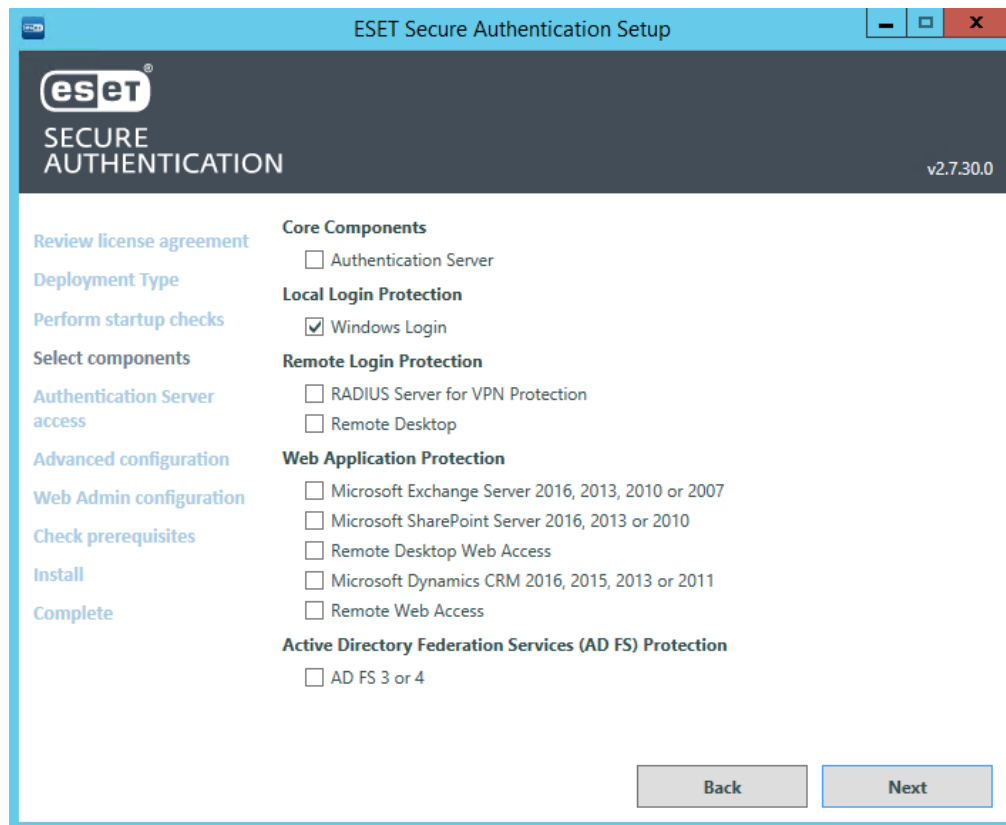 ESET Secure Authentication Setup
eset®
SECURE
AUTHENTICATION
v2.7.30.0
Review license agreement
Deployment Type
Perform startup checks
Select components
Authentication Server
access
Advanced configuration
Web Admin configuration
Check prerequisites
Install
Complete
Core Components
Authentication Server
Local Login Protection
Windows Login
Remote Login Protection
RADIUS Server for VPN Protection
Remote Desktop
Web Application Protection
Microsoft Exchange Server 2016, 2013, 2010 or 2007
Microsoft SharePoint Server 2016, 2013 or 2010
Remote Desktop Web Access
Microsoft Dynamics CRM 2016, 2015, 2013 or 2011
Remote Web Access
Active Directory Federation Services (AD FS) Protection
AD FS 3 or 4
Back
Next